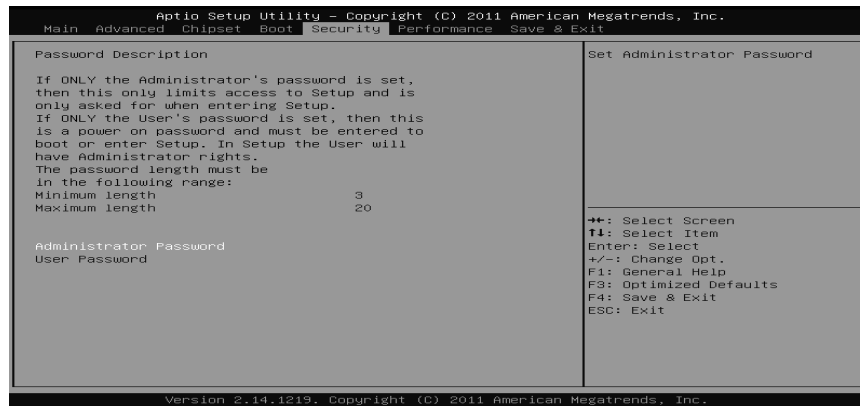 Aptio Setup Utility – Copyright (C) 2011 American Megatrends, Inc.
Main Advanced Chipset Boot Security Performance Save & Exit
Password Description
If ONLY the Administrator's password is set,
then this only limits access to Setup and is
only asked for when entering Setup.
If ONLY the User's password is set, then this
is a power on password and must be entered to
boot or enter Setup. In Setup the User will
have Administrator rights.
The password length must be
in the following range:
Minimum length 3
Maximum length 20
Administrator Password
User Password
Set Administrator Password
→←: Select Screen
↑↓: Select Item
Enter: Select
+/-: Change Opt.
F1: General Help
F3: Optimized Defaults
F4: Save & Exit
ESC: Exit
Version 2.14.1219. Copyright (C) 2011 American Megatrends, Inc.